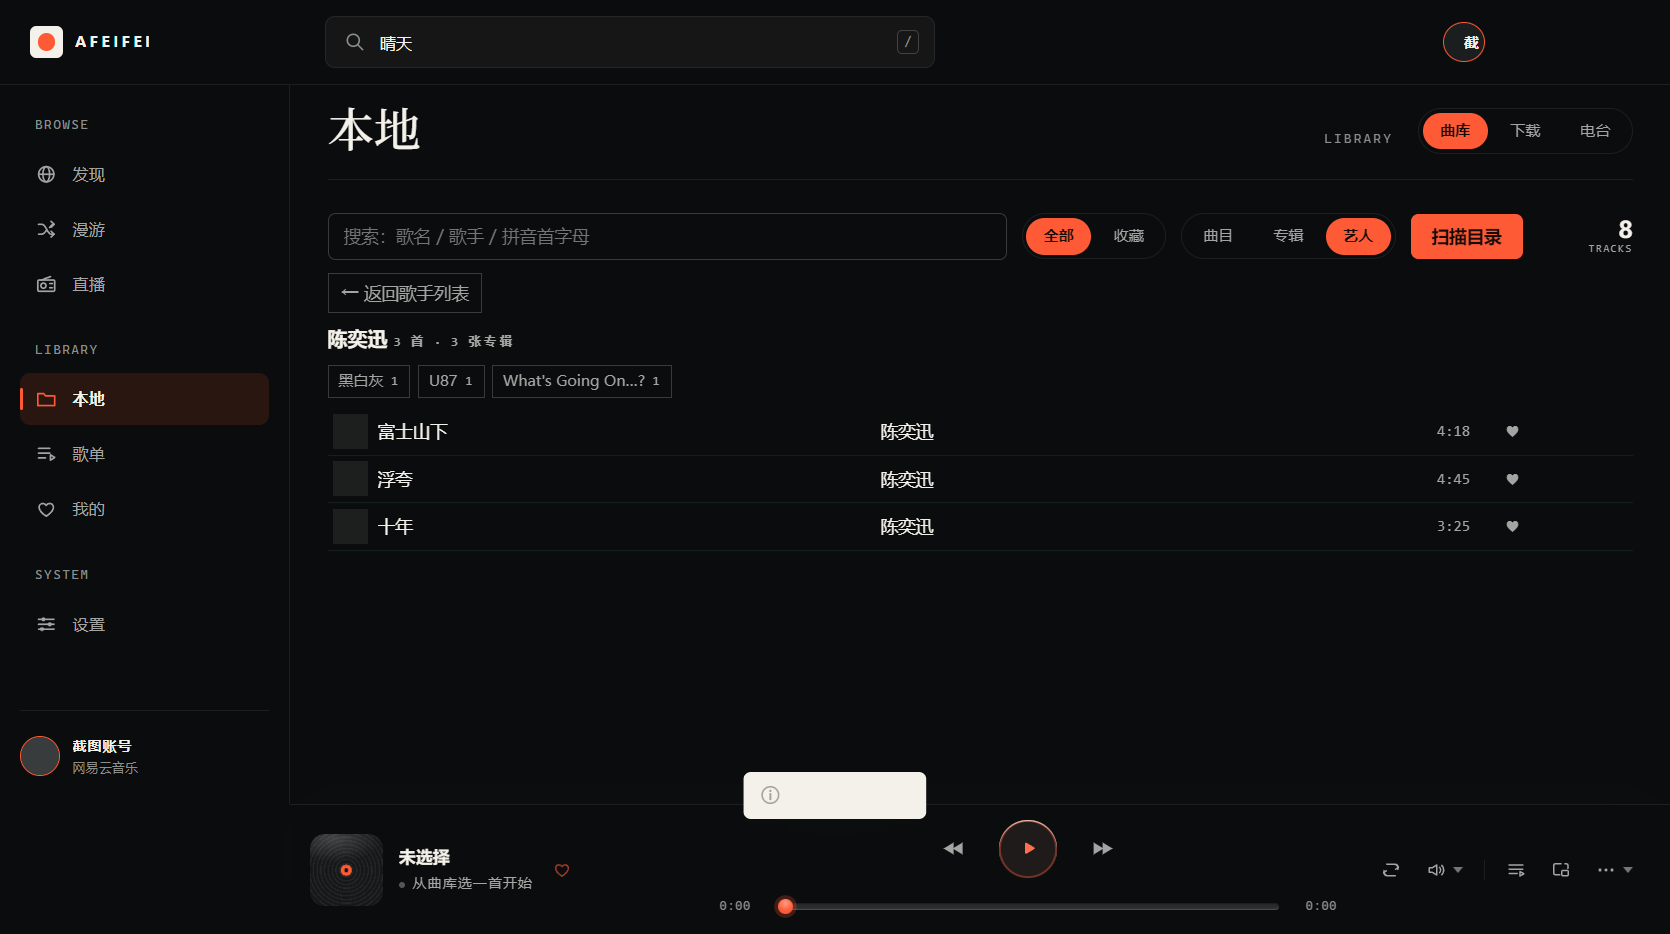 AFEIFEI
晴天
/
截
BROWSE
发现
漫游
直播
LIBRARY
本地
歌单
我的
SYSTEM
设置
截图账号
网易云音乐
本地
LIBRARY
曲库 下载 电台
搜索：歌名 / 歌手 / 拼音首字母
全部 收藏
曲目 专辑 艺人
扫描目录
8
TRACKS
← 返回歌手列表
陈奕迅 3 首 · 3 张专辑
黑白灰 1 U87 1 What's Going On...? 1
富士山下 陈奕迅 4:18
浮夸 陈奕迅 4:45
十年 陈奕迅 3:25
未选择
从曲库选一首开始
0:00 0:00